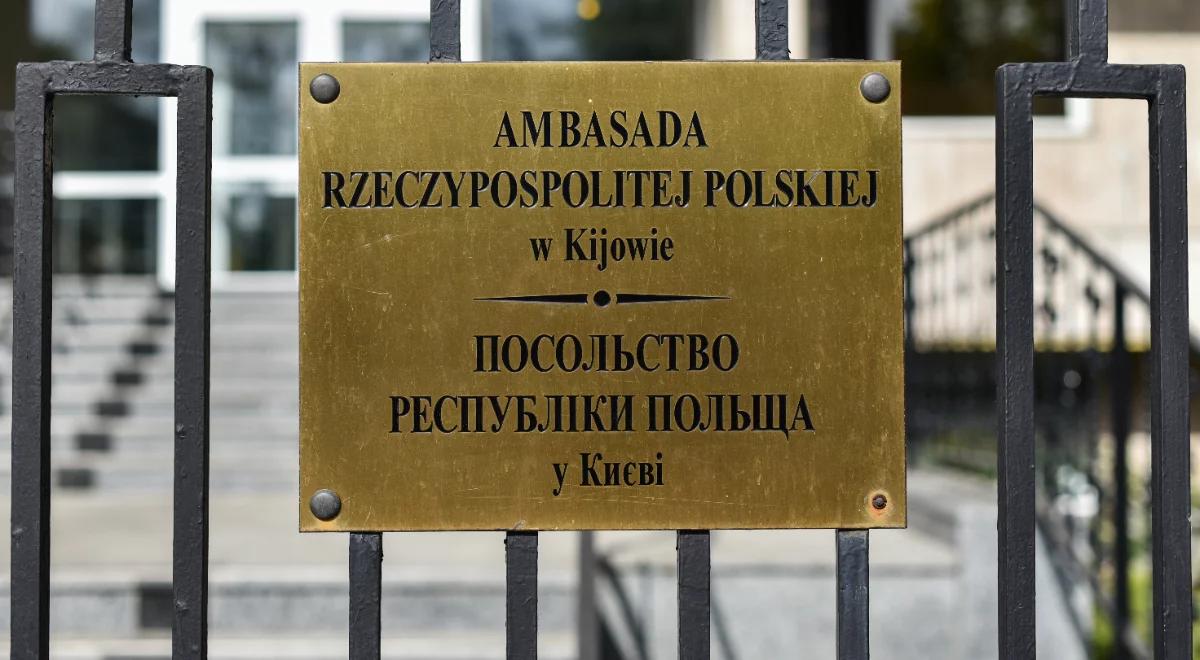 AMBASADA
RZECZYPOSPOLITEJ POLSKIEJ
w Kijowie
ПОСОЛЬСТВО
РЕСПУБЛІКИ ПОЛЬЩА
у Києві